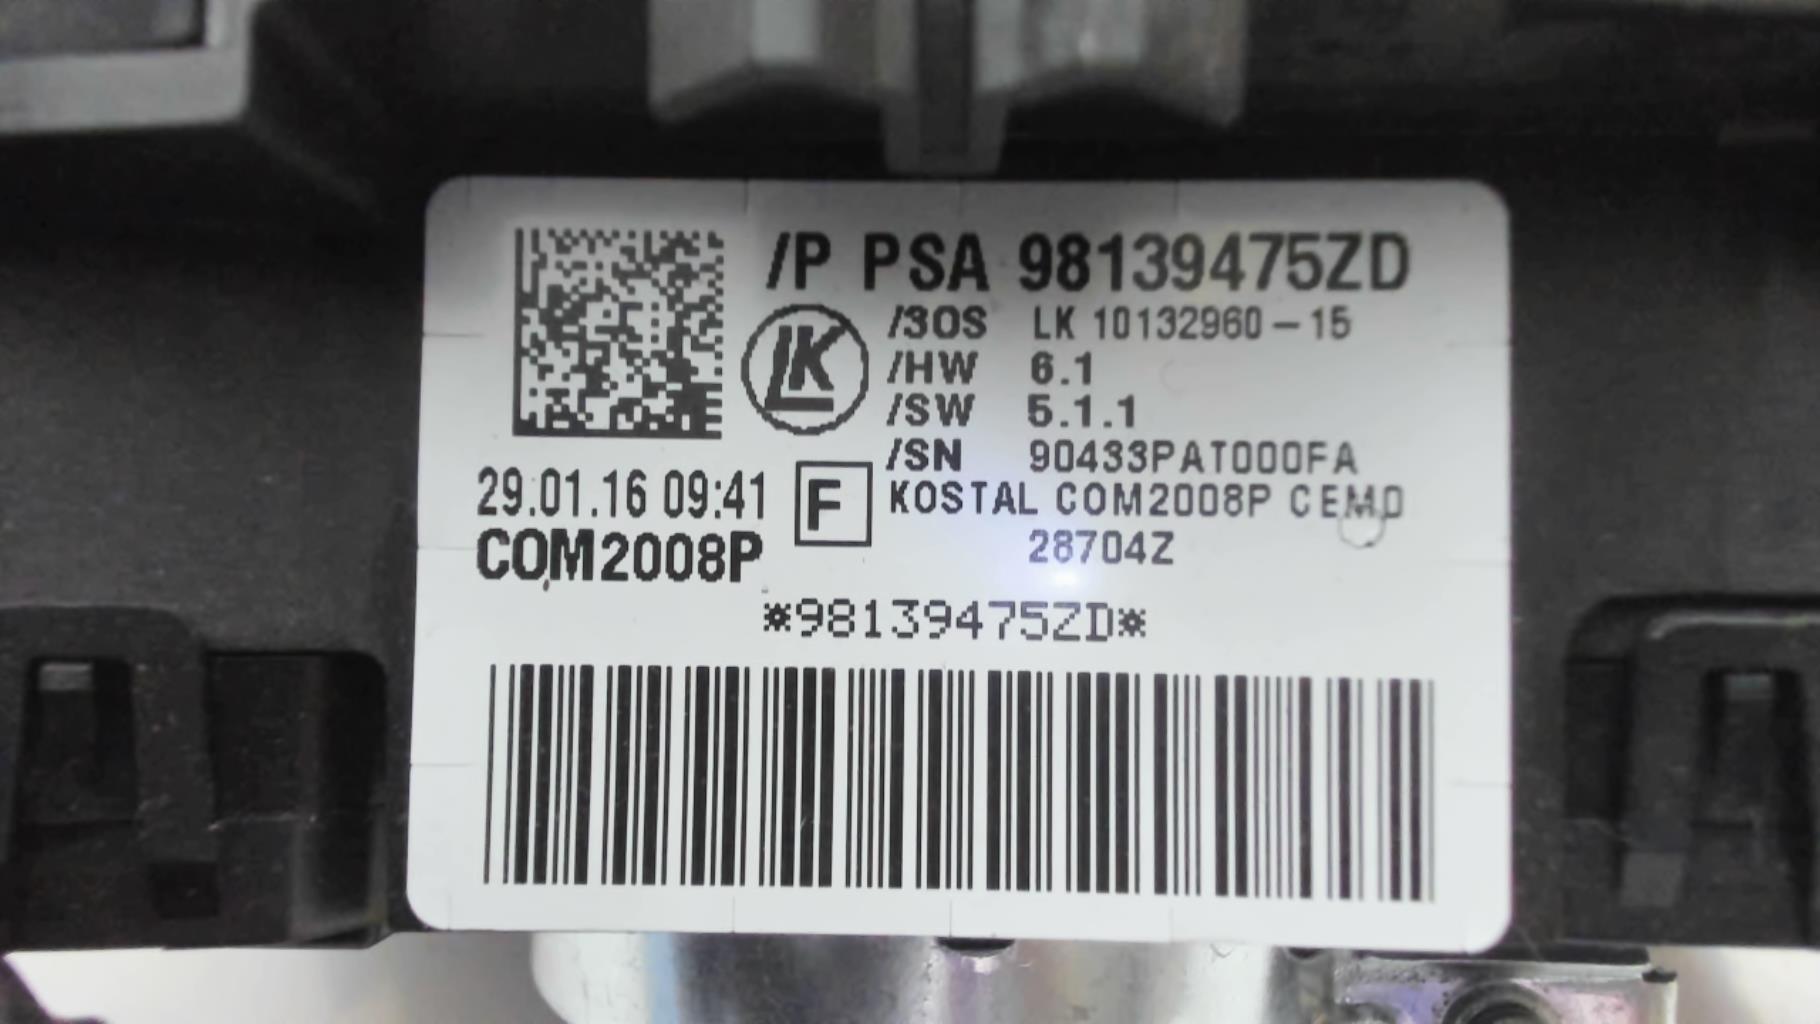 /P PSA 98139475ZD
LK
/3OS LK 10132960-15
/HW 6.1
/SW 5.1.1
/SN 90433PAT000FA
29.01.16 09:41
F
KOSTAL COM2008P CEMO
COM2008P
28704Z
*98139475ZD*